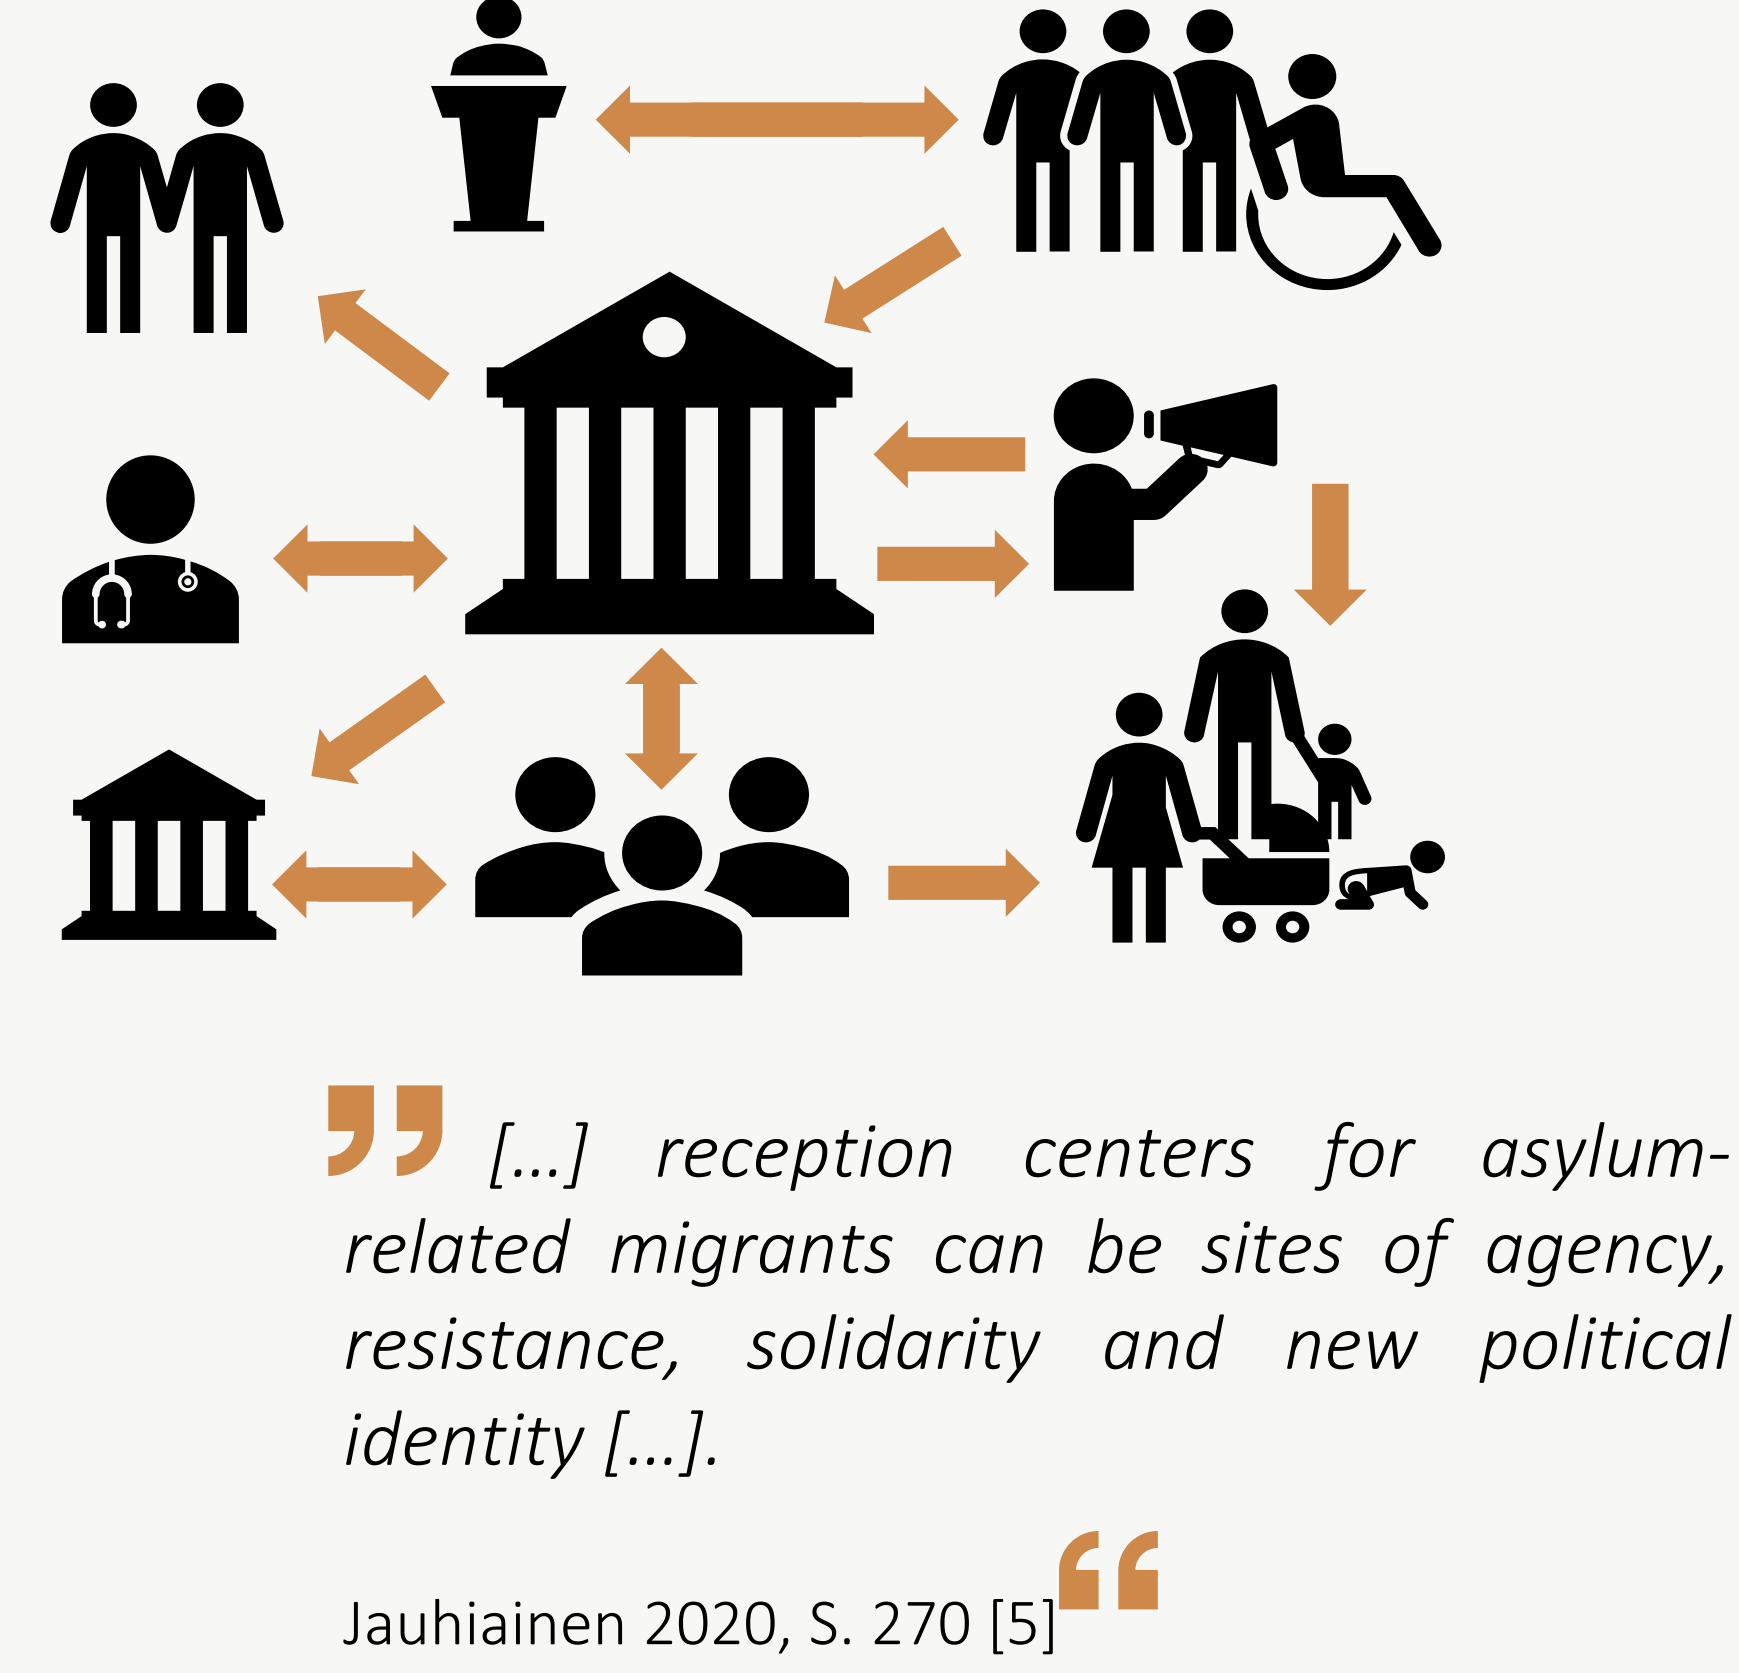 ” […] reception centers for asylum-
related migrants can be sites of agency,
resistance, solidarity and new political
identity […].
“
Jauhiainen 2020, S. 270 [5]